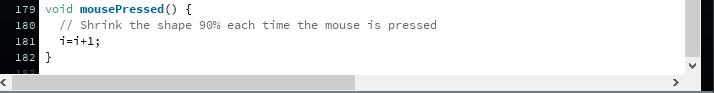 179 void mousePressed() {
180   // Shrink the shape 90% each time the mouse is pressed
181   i=i+1;
182 }